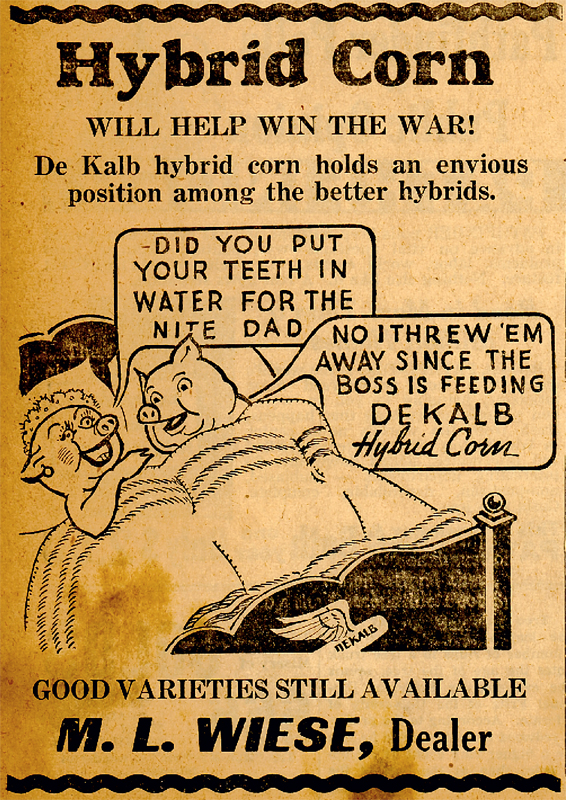 Hybrid Corn
WILL HELP WIN THE WAR!
De Kalb hybrid corn holds an envious
position among the better hybrids.
DID YOU PUT
YOUR TEETH IN
WATER FOR THE
NITE DAD
NO I THREW 'EM
AWAY SINCE THE
BOSS IS FEEDING
DEKALB
Hybrid Corn
DEKALB
GOOD VARIETIES STILL AVAILABLE
M. L. WIESE, Dealer